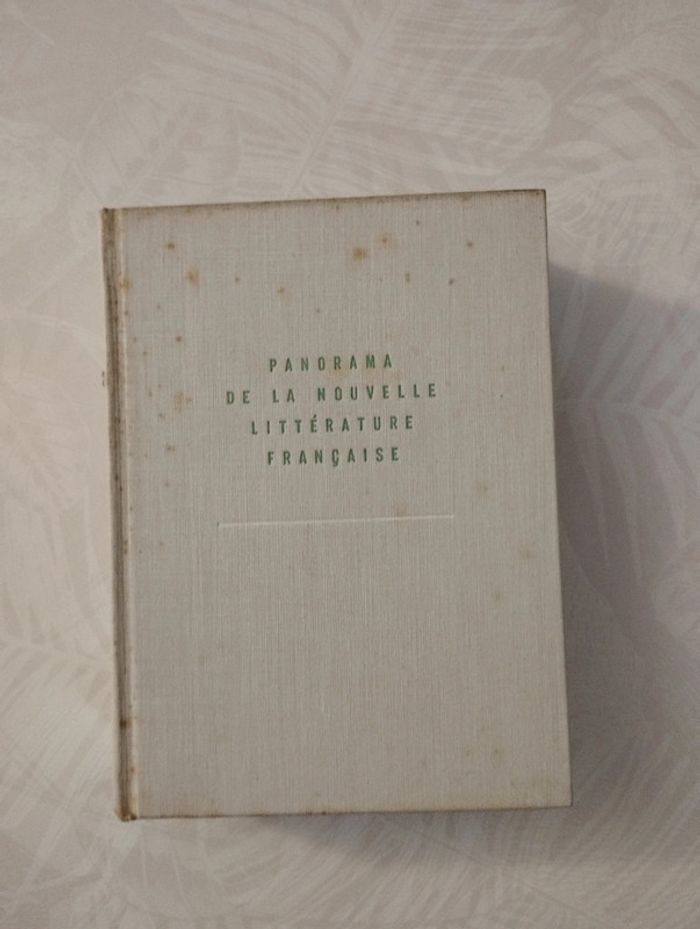 PANORAMA
DE LA NOUVELLE
LITTÉRATURE
FRANÇAISE